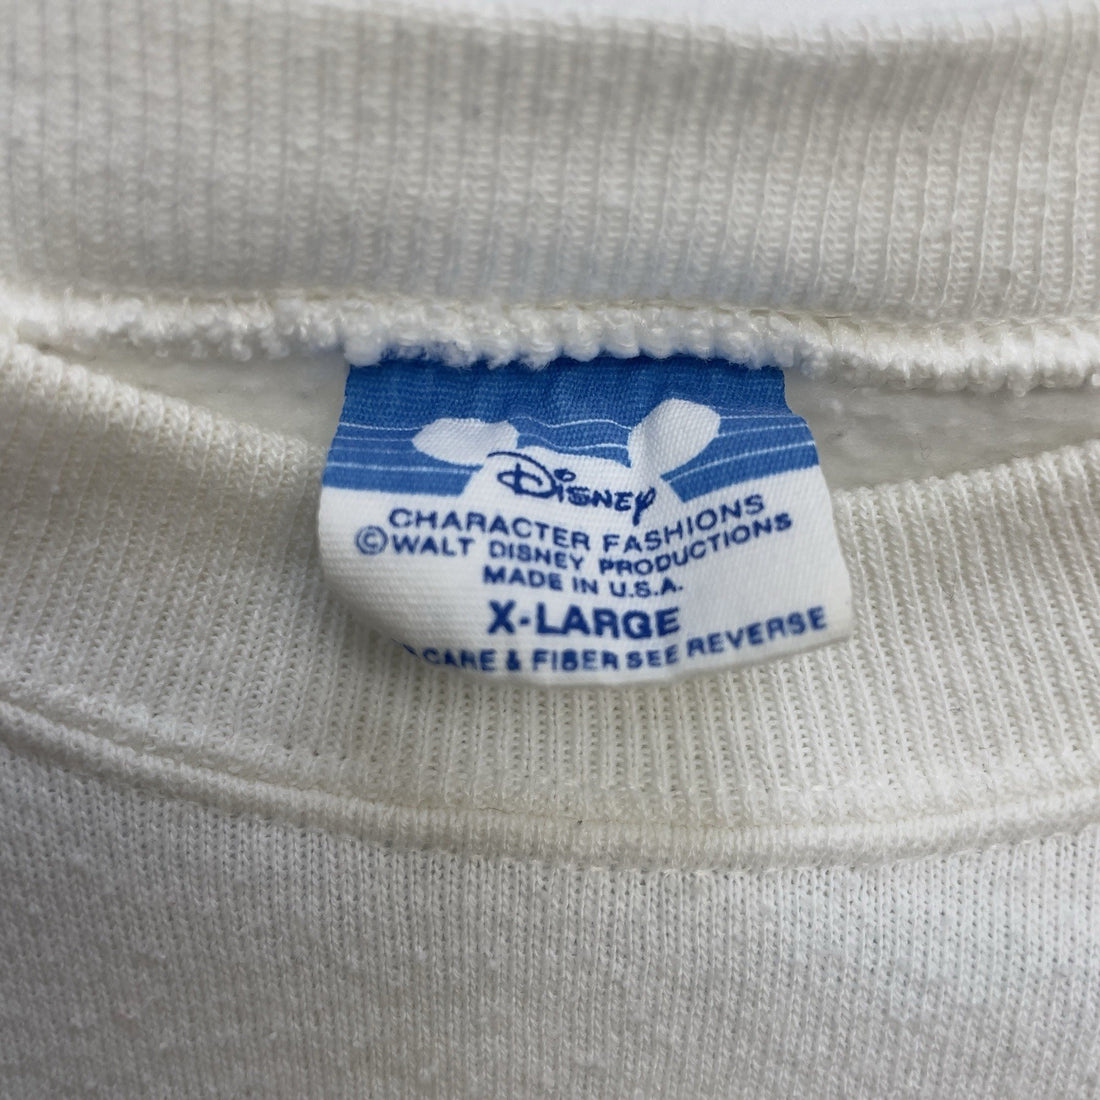 Disney
CHARACTER FASHIONS
©WALT DISNEY PRODUCTIONS
MADE IN U.S.A.
X-LARGE
CARE & FIBER SEE REVERSE